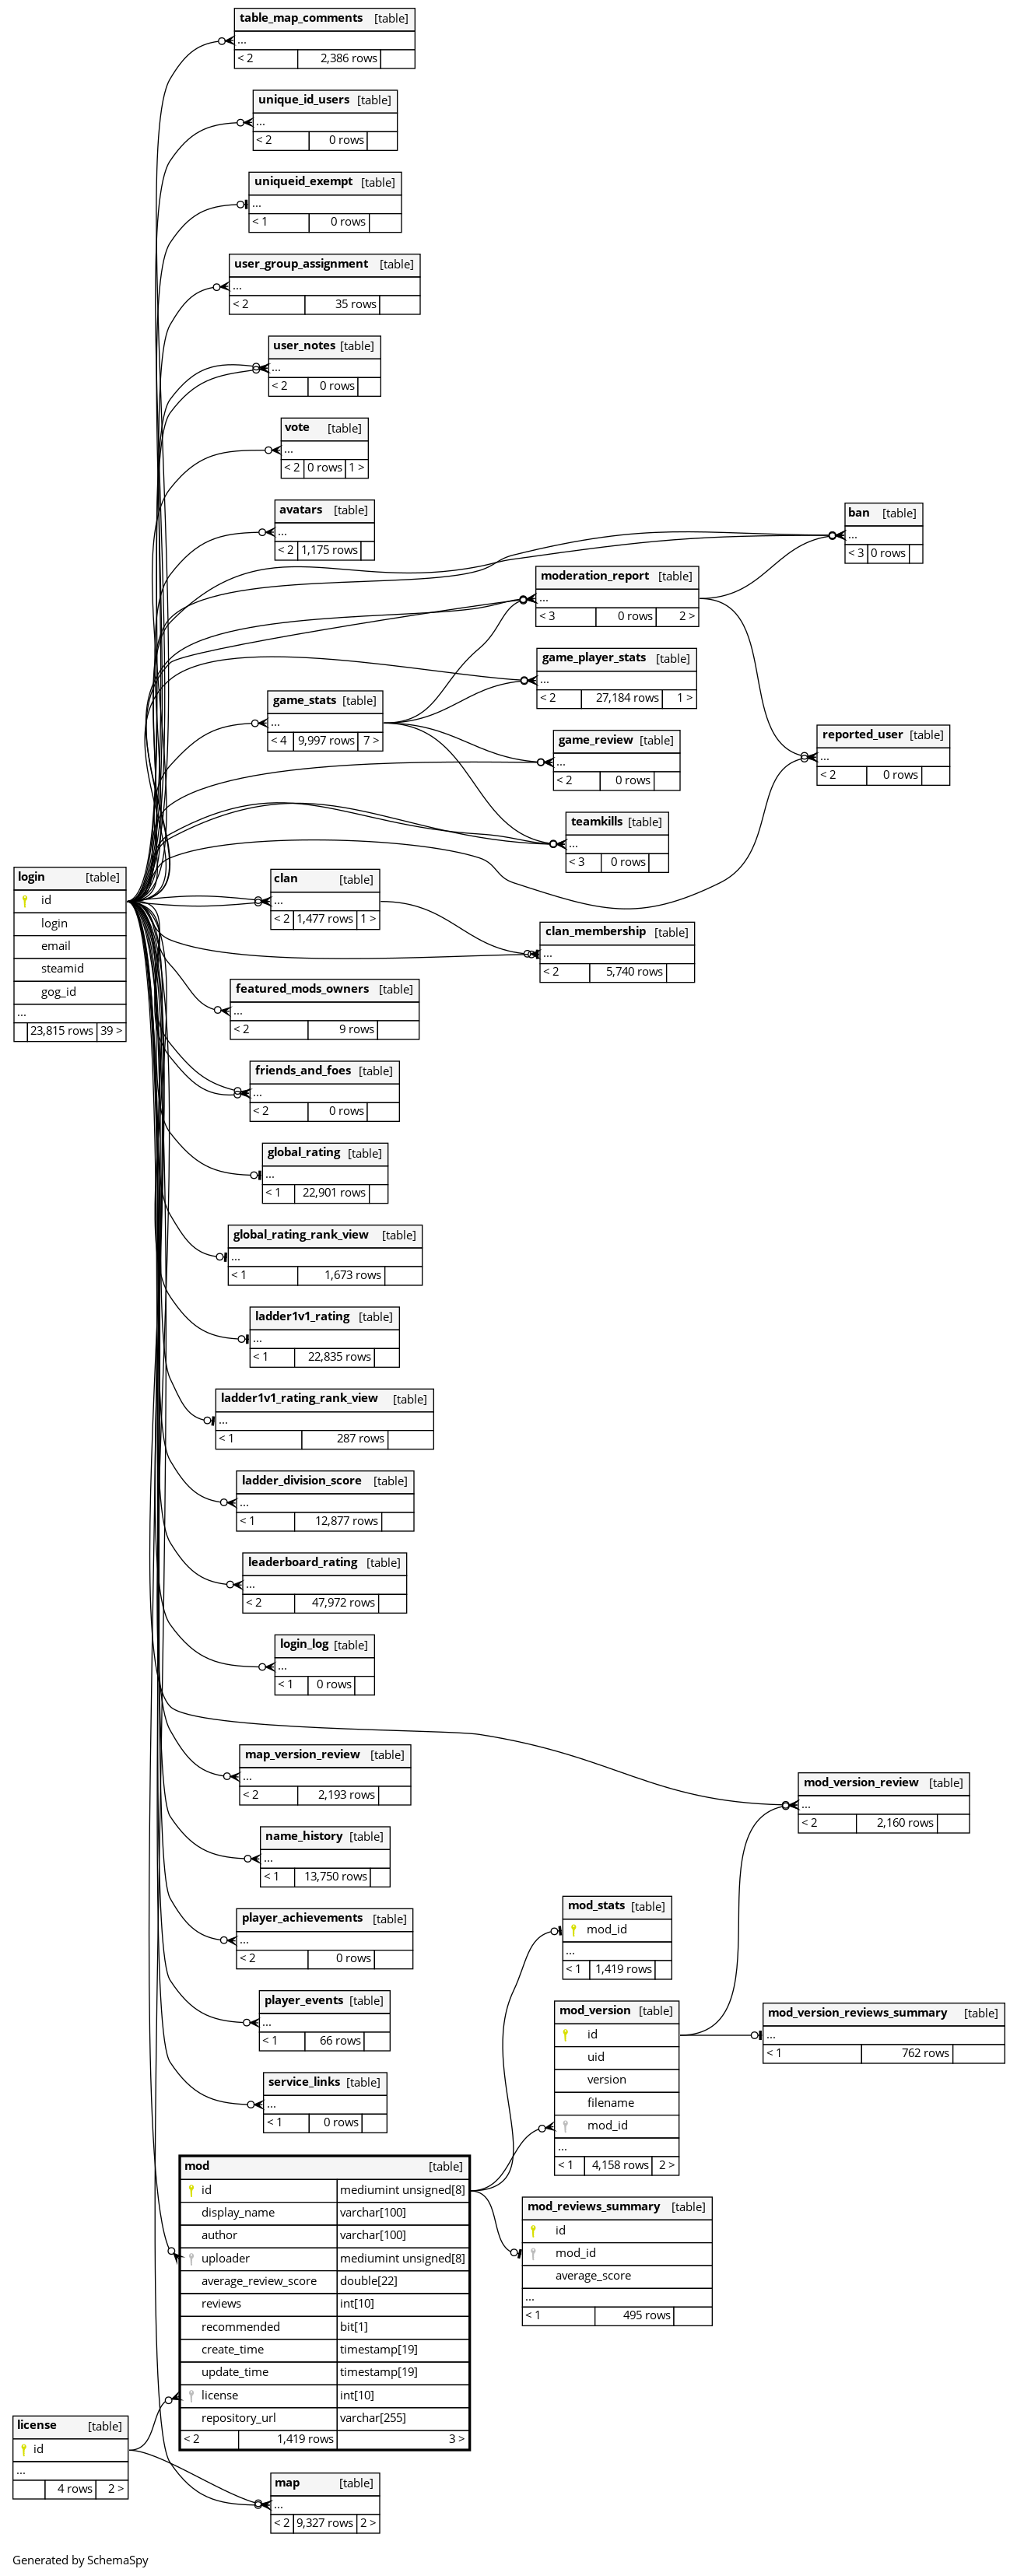 table_map_comments [table]
...
< 2 2,386 rows
unique_id_users [table]
...
< 2 0 rows
uniqueid_exempt [table]
...
< 1 0 rows
user_group_assignment [table]
...
< 2 35 rows
user_notes [table]
...
< 2 0 rows
vote [table]
...
< 2 0 rows 1 >
avatars [table]
...
< 2 1,175 rows
ban [table]
...
< 3 0 rows
moderation_report [table]
...
< 3 0 rows 2 >
game_player_stats [table]
...
< 2 27,184 rows 1 >
game_stats [table]
...
< 4 9,997 rows 7 >
game_review [table]
...
< 2 0 rows
reported_user [table]
...
< 2 0 rows
teamkills [table]
...
< 3 0 rows
login [table]
id
login
email
steamid
gog_id
...
23,815 rows 39 >
clan [table]
...
< 2 1,477 rows 1 >
clan_membership [table]
...
< 2 5,740 rows
featured_mods_owners [table]
...
< 2 9 rows
friends_and_foes [table]
...
< 2 0 rows
global_rating [table]
...
< 1 22,901 rows
global_rating_rank_view [table]
...
< 1 1,673 rows
ladder1v1_rating [table]
...
< 1 22,835 rows
ladder1v1_rating_rank_view [table]
...
< 1 287 rows
ladder_division_score [table]
...
< 1 12,877 rows
leaderboard_rating [table]
...
< 2 47,972 rows
login_log [table]
...
< 1 0 rows
map_version_review [table]
...
< 2 2,193 rows
mod_version_review [table]
...
< 2 2,160 rows
name_history [table]
...
< 1 13,750 rows
player_achievements [table]
...
< 2 0 rows
mod_stats [table]
mod_id
...
< 1 1,419 rows
player_events [table]
...
< 1 66 rows
mod_version [table]
id
uid
version
filename
mod_id
...
< 1 4,158 rows 2 >
mod_version_reviews_summary [table]
...
< 1 762 rows
service_links [table]
...
< 1 0 rows
mod [table]
id mediumint unsigned[8]
display_name varchar[100]
author varchar[100]
uploader mediumint unsigned[8]
average_review_score double[22]
reviews int[10]
recommended bit[1]
create_time timestamp[19]
update_time timestamp[19]
license int[10]
repository_url varchar[255]
< 2 1,419 rows 3 >
mod_reviews_summary [table]
id
mod_id
average_score
...
< 1 495 rows
license [table]
id
...
4 rows 2 >
map [table]
...
< 2 9,327 rows 2 >
Generated by SchemaSpy